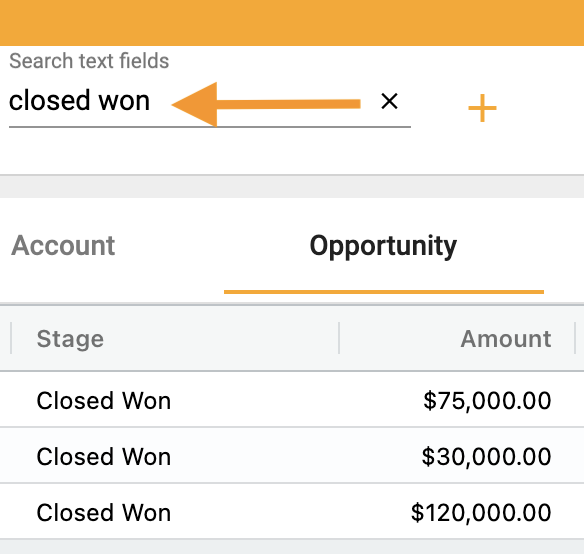 Search text fields
closed won
Account Opportunity
Stage Amount
Closed Won $75,000.00
Closed Won $30,000.00
Closed Won $120,000.00